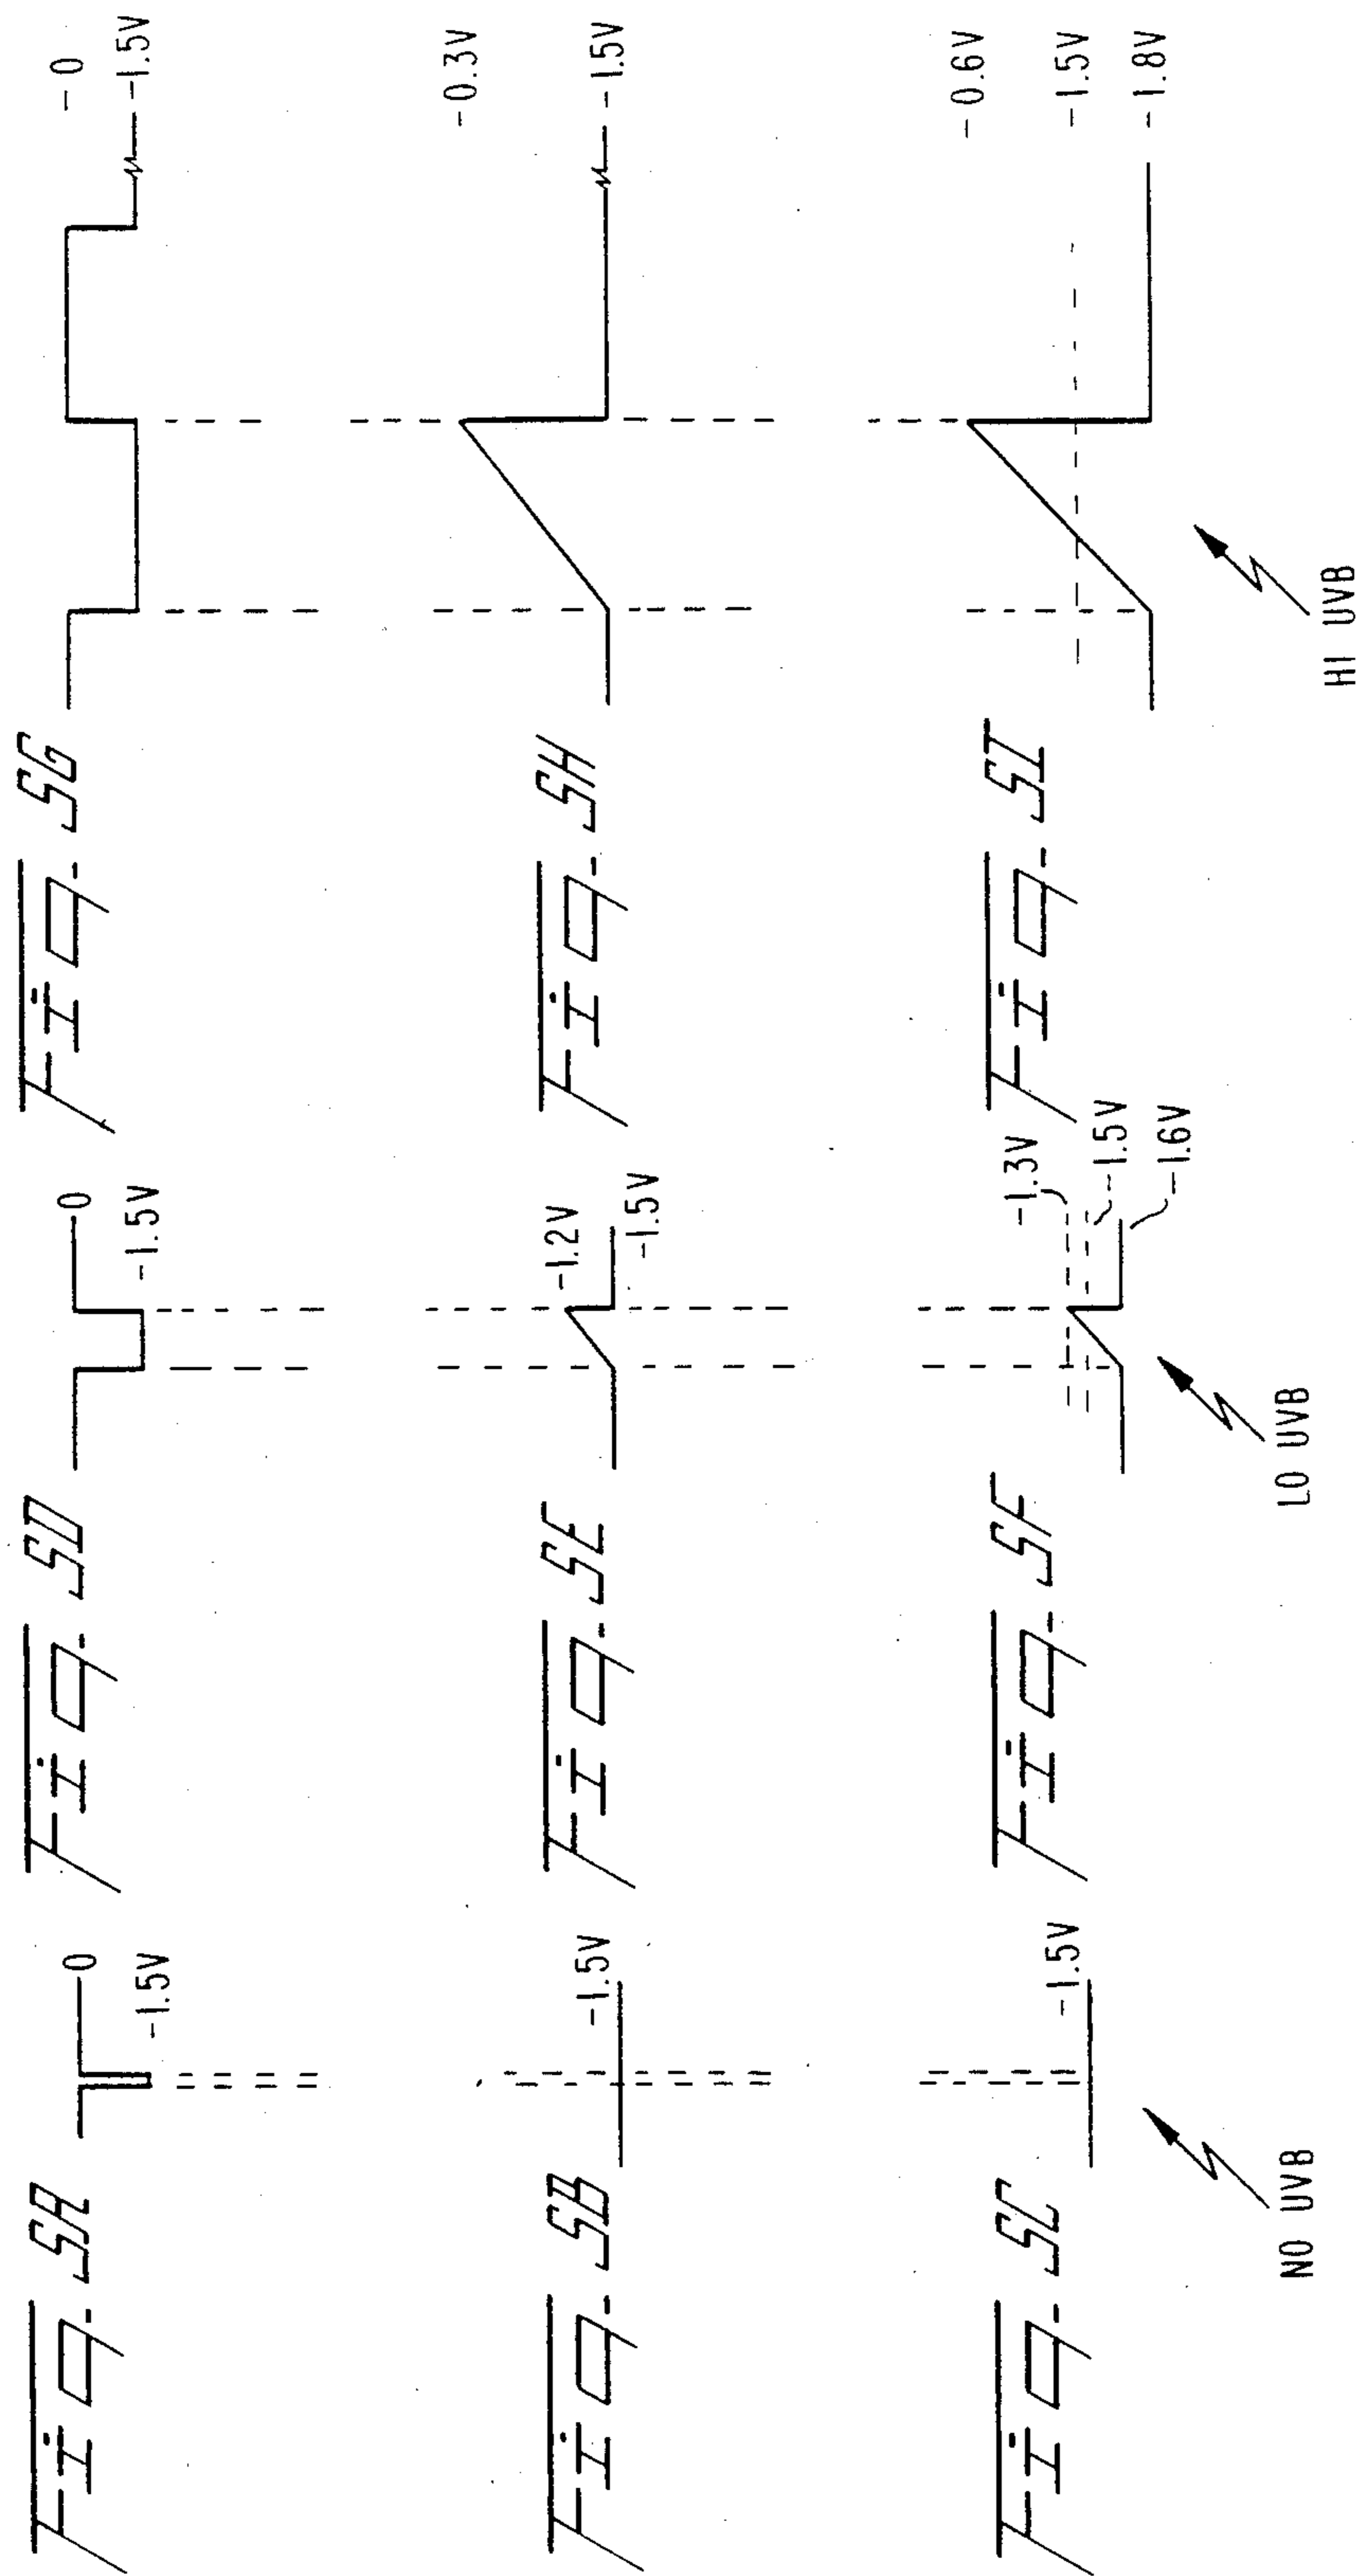 Fig. 5A
-0
-1.5V
Fig. 5D
-0
-1.5V
Fig. 5G
-0
-1.5V
Fig. 5B
-1.5V
Fig. 5E
-1.2V
-1.5V
Fig. 5H
-0.3V
-1.5V
Fig. 5C
-1.5V
NO UVB
Fig. 5F
-1.3V
-1.5V
-1.6V
LO UVB
Fig. 5I
-0.6V
-1.5V
-1.8V
HI UVB